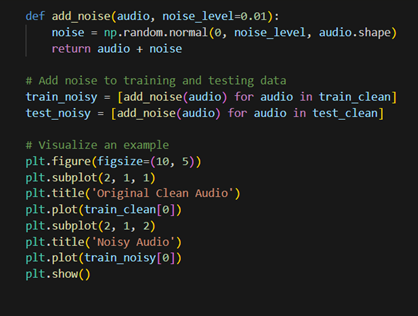 def add_noise(audio, noise_level=0.01):
    noise = np.random.normal(0, noise_level, audio.shape)
    return audio + noise

# Add noise to training and testing data
train_noisy = [add_noise(audio) for audio in train_clean]
test_noisy = [add_noise(audio) for audio in test_clean]

# Visualize an example
plt.figure(figsize=(10, 5))
plt.subplot(2, 1, 1)
plt.title('Original Clean Audio')
plt.plot(train_clean[0])
plt.subplot(2, 1, 2)
plt.title('Noisy Audio')
plt.plot(train_noisy[0])
plt.show()